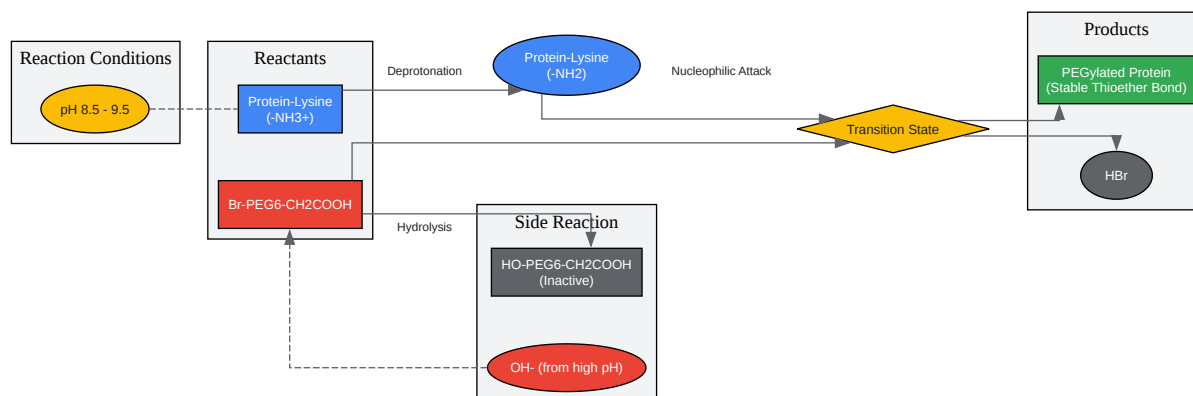 Reaction Conditions
pH 8.5 - 9.5
Reactants
Protein-Lysine
(-NH3+)
Br-PEG6-CH2COOH
Deprotonation
Protein-Lysine
(-NH2)
Nucleophilic Attack
Transition State
Products
PEGylated Protein
(Stable Thioether Bond)
HBr
Hydrolysis
Side Reaction
HO-PEG6-CH2COOH
(Inactive)
OH- (from high pH)